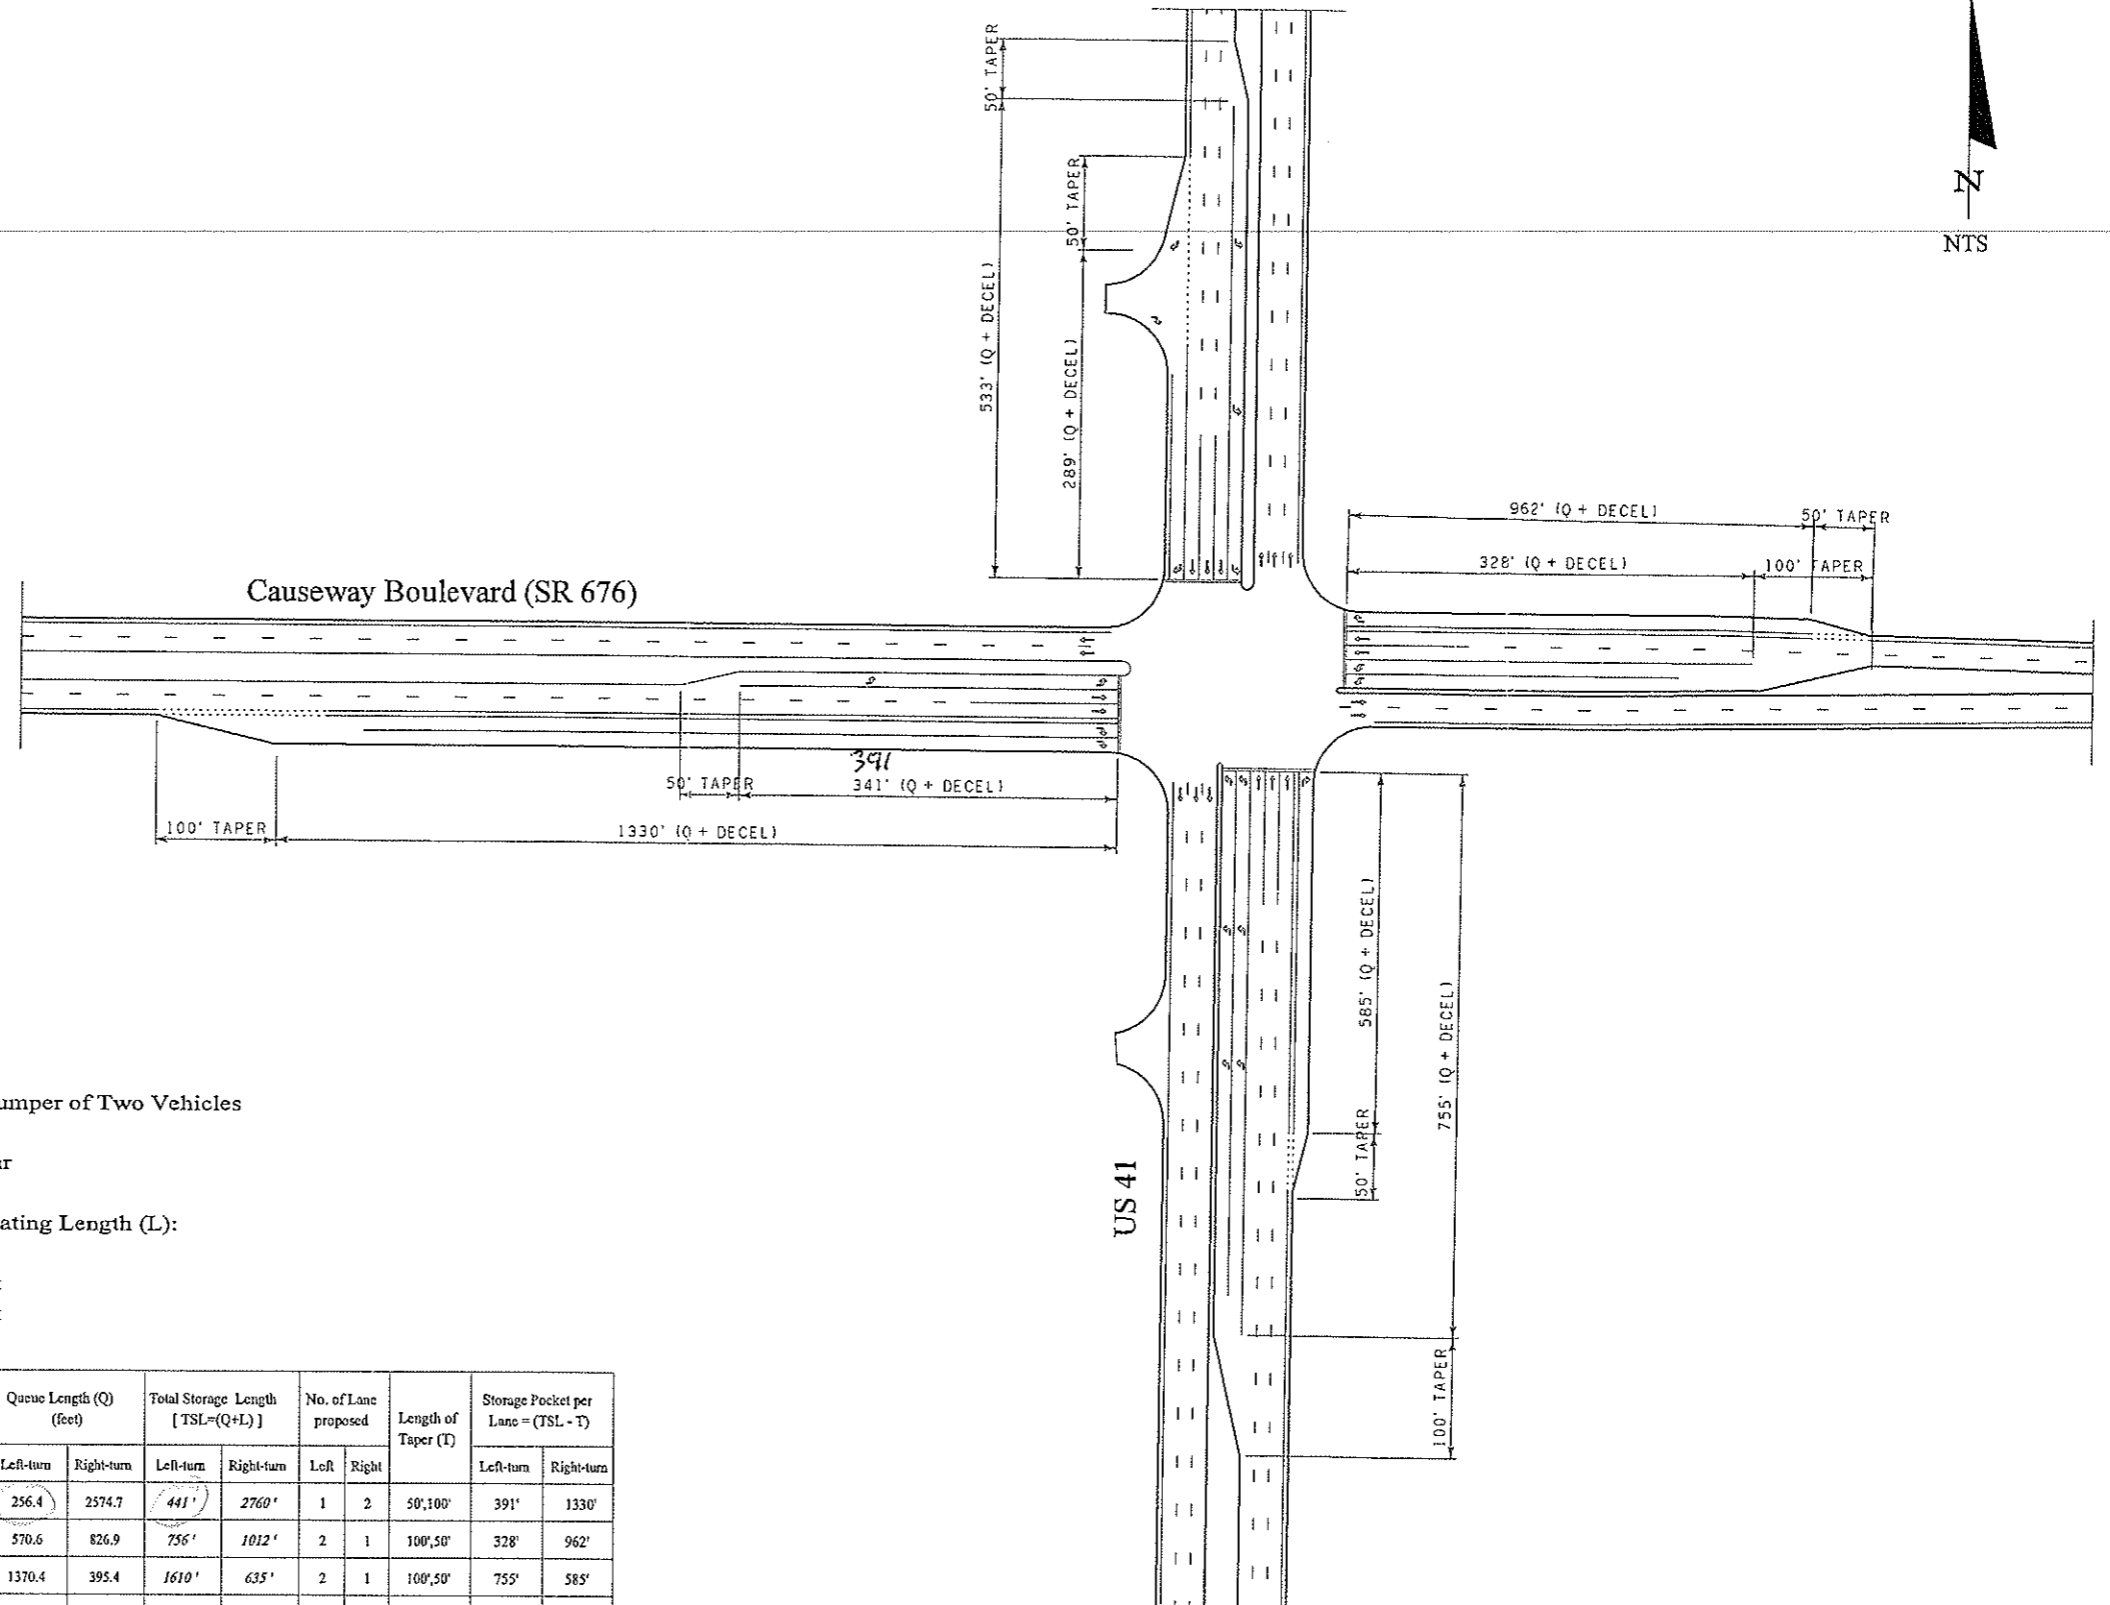 50' TAPER
50' TAPER
533' (Q + DECEL)
289' (Q + DECEL)
N
NTS
962' (Q + DECEL)
50' TAPER
328' (Q + DECEL)
100' TAPER
Causeway Boulevard (SR 676)
391
50' TAPER
341' (Q + DECEL)
100' TAPER
1330' (Q + DECEL)
585' (Q + DECEL)
755' (Q + DECEL)
50' TAPER
100' TAPER
US 41
umper of Two Vehicles
ating Length (L):
Queue Length (Q) (feet)
Total Storage Length [ TSL=(Q+L) ]
No. of Lane proposed
Length of Taper (T)
Storage Pocket per Lane = (TSL - T)
Left-turn Right-turn Left-turn Right-turn Left Right Left-turn Right-turn
256.4 2574.7 441' 2760' 1 2 50',100' 391' 1330'
570.6 826.9 756' 1012' 2 1 100',50' 328' 962'
1370.4 395.4 1610' 635' 2 1 100',50' 755' 585'